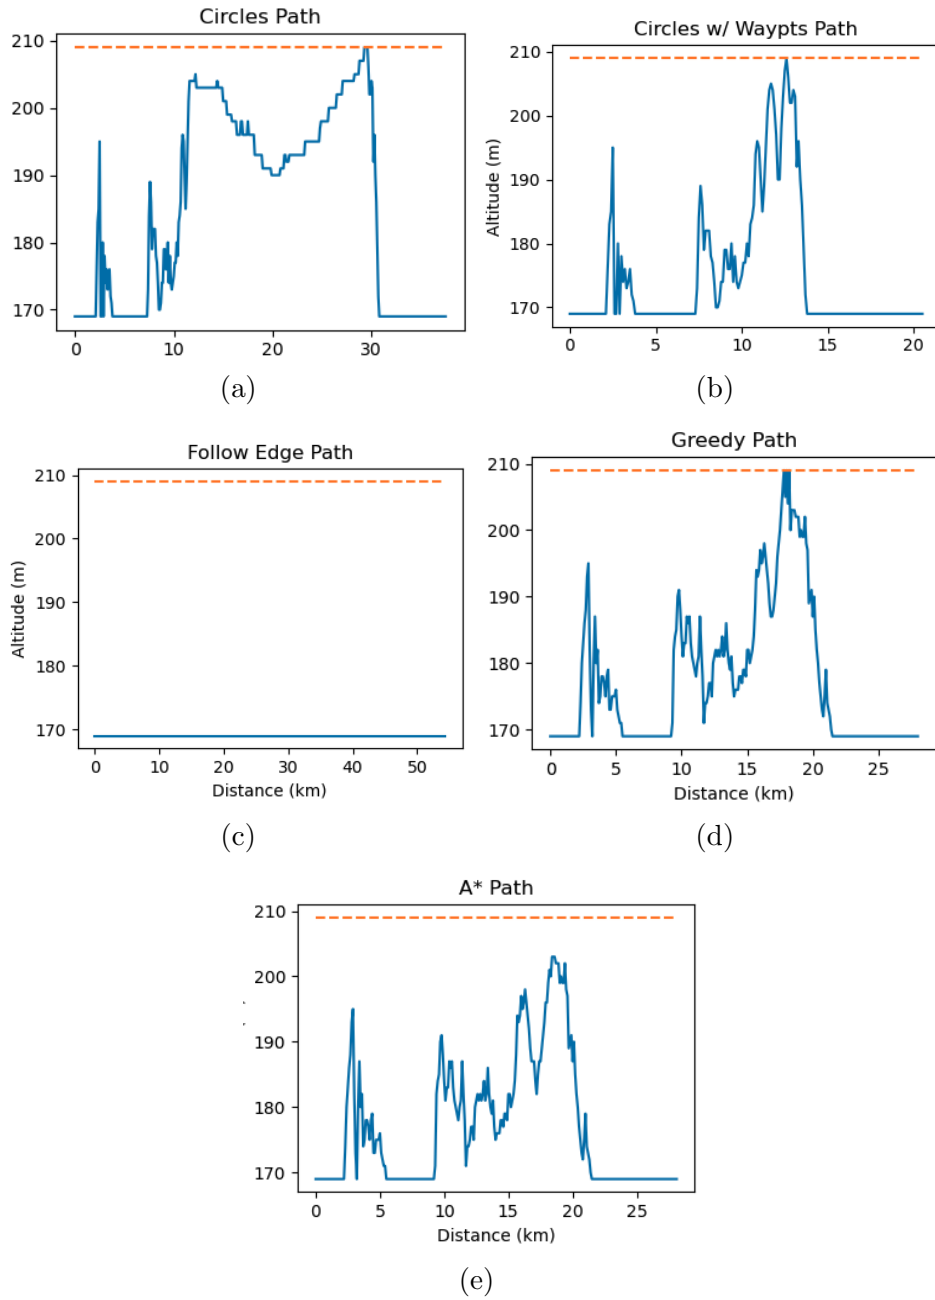 Circles Path
210
200
190
180
170
0 10 20 30
(a)
Circles w/ Waypts Path
Altitude (m)
210
200
190
180
170
0 5 10 15 20
(b)
Follow Edge Path
Altitude (m)
210
200
190
180
170
0 10 20 30 40 50
Distance (km)
(c)
Greedy Path
210
200
190
180
170
0 5 10 15 20 25
Distance (km)
(d)
A* Path
210
200
190
180
170
0 5 10 15 20 25
Distance (km)
(e)